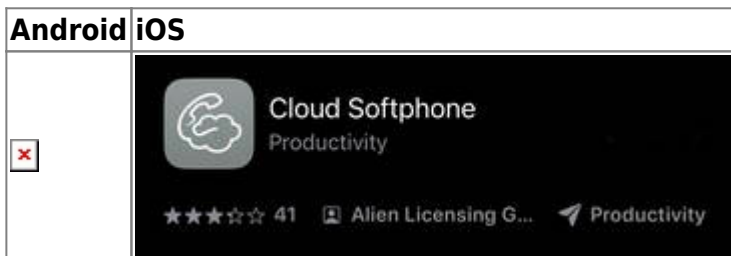 Android iOS
Cloud Softphone
Productivity
★★★☆☆ 41 Alien Licensing G... Productivity